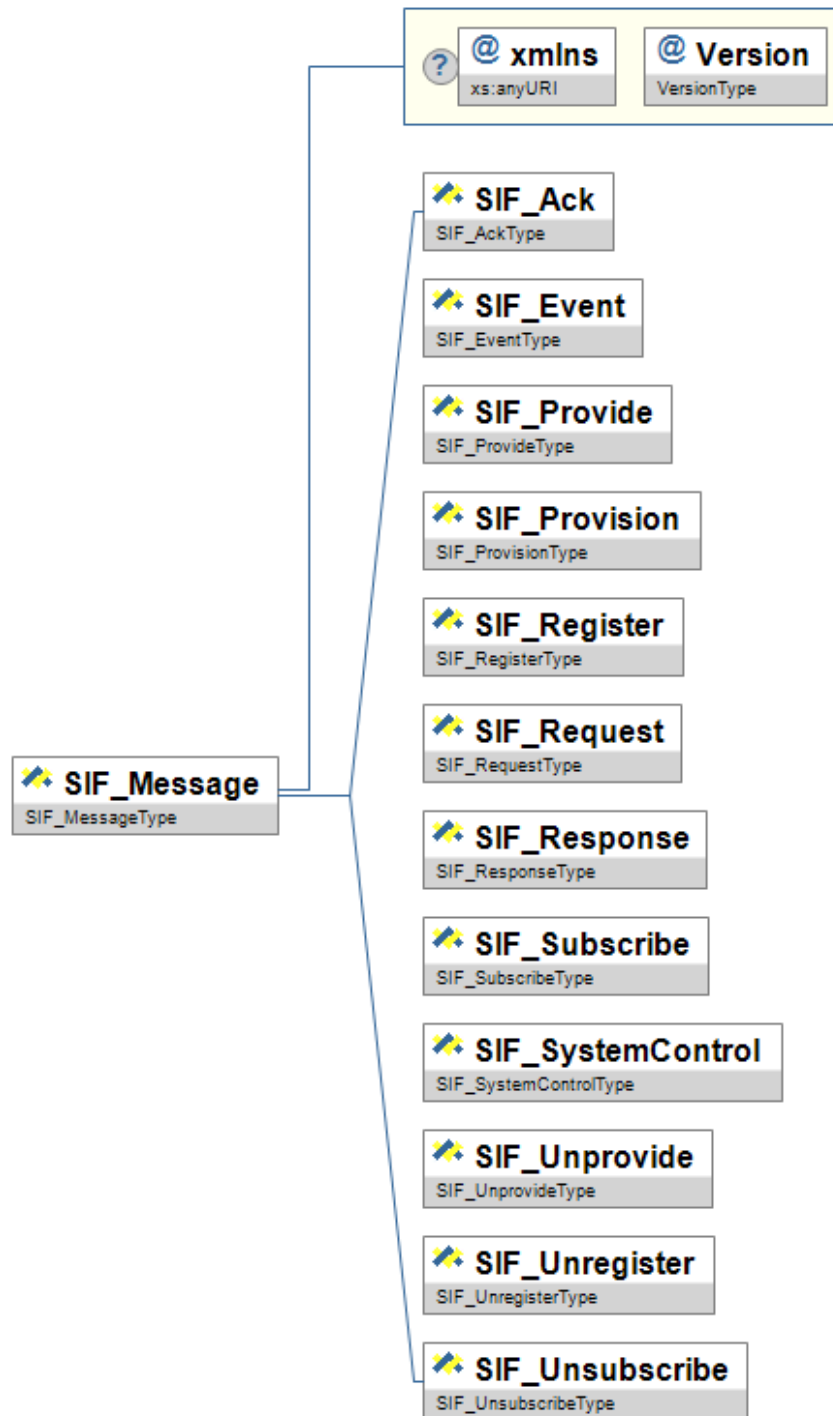 ? @ xmlns @ Version
xs:anyURI VersionType
SIF_Ack
SIF_AckType
SIF_Event
SIF_EventType
SIF_Provide
SIF_ProvideType
SIF_Provision
SIF_ProvisionType
SIF_Register
SIF_RegisterType
SIF_Request
SIF_RequestType
SIF_Message
SIF_MessageType
SIF_Response
SIF_ResponseType
SIF_Subscribe
SIF_SubscribeType
SIF_SystemControl
SIF_SystemControlType
SIF_Unprovide
SIF_UnprovideType
SIF_Unregister
SIF_UnregisterType
SIF_Unsubscribe
SIF_UnsubscribeType